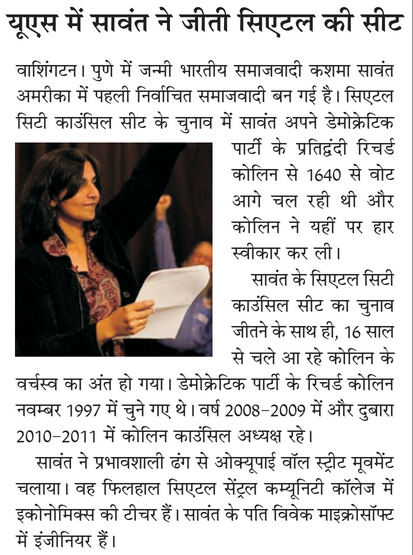 यूएस में सावंत ने जीती सिएटल की सीट
वाशिंगटन। पुणे में जन्मी भारतीय समाजवादी कशमा सावंत
अमरीका में पहली निर्वाचित समाजवादी बन गई है। सिएटल
सिटी काउंसिल सीट के चुनाव में सावंत अपने डेमोक्रेटिक
पार्टी के प्रतिद्वंदी रिचर्ड
कोलिन से 1640 से वोट
आगे चल रही थी और
कोलिन ने यहीं पर हार
स्वीकार कर ली।
सावंत के सिएटल सिटी
काउंसिल सीट का चुनाव
जीतने के साथ ही, 16 साल
से चले आ रहे कोलिन के
वर्चस्व का अंत हो गया। डेमोक्रेटिक पार्टी के रिचर्ड कोलिन
नवम्बर 1997 में चुने गए थे। वर्ष 2008-2009 में और दुबारा
2010-2011 में कोलिन काउंसिल अध्यक्ष रहे।
सावंत ने प्रभावशाली ढंग से ओक्यूपाई वॉल स्ट्रीट मूवमेंट
चलाया। वह फिलहाल सिएटल सेंट्रल कम्यूनिटी कॉलेज में
इकोनोमिक्स की टीचर हैं। सावंत के पति विवेक माइक्रोसॉफ्ट
में इंजीनियर हैं।